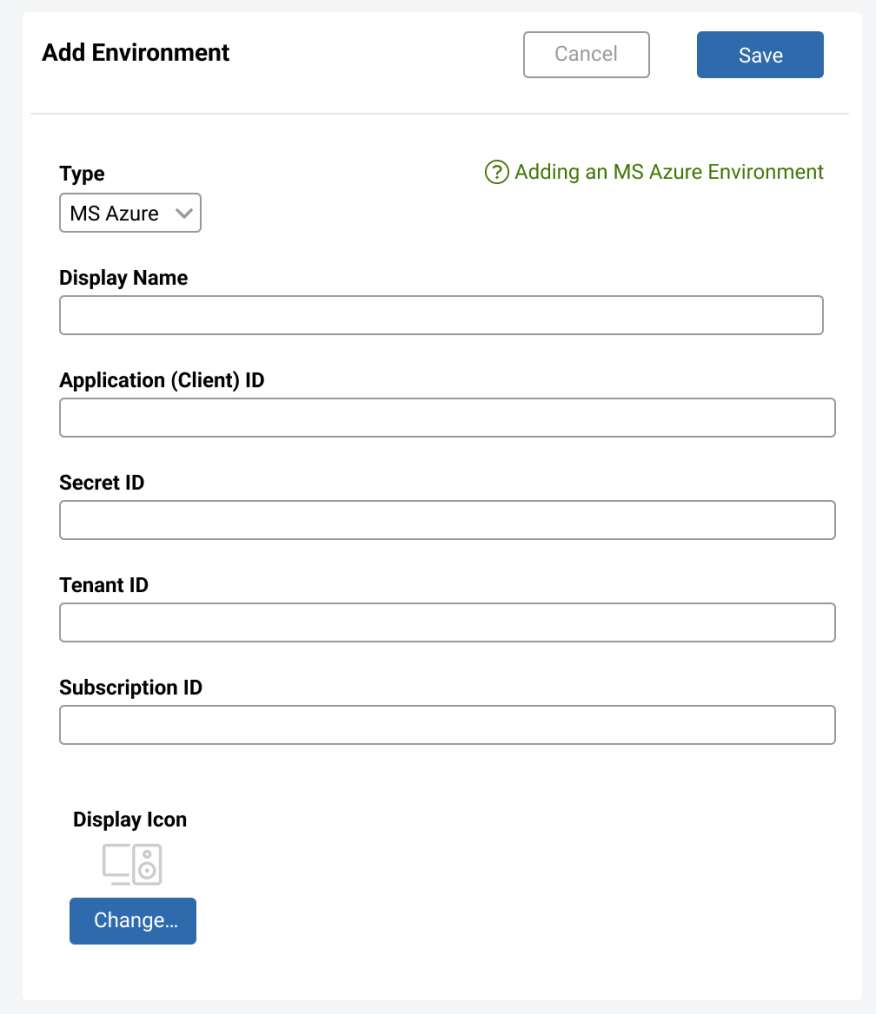 Add Environment
Cancel
Save
Type
? Adding an MS Azure Environment
MS Azure
Display Name
Application (Client) ID
Secret ID
Tenant ID
Subscription ID
Display Icon
Change...